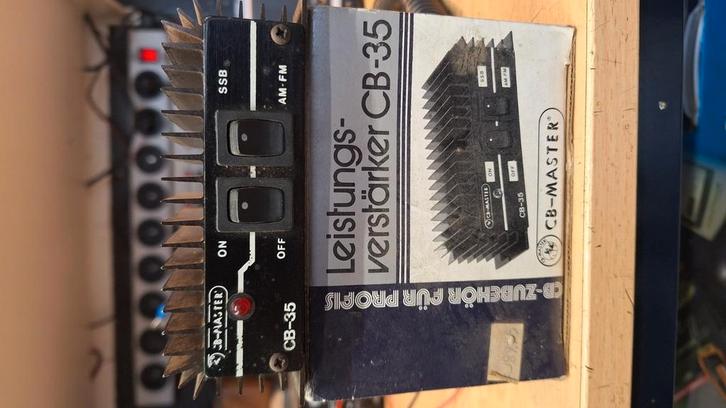 SSB
AM-FM
ON
OFF
CB-MASTER
CB-35
Leistungs-
verstärker CB-35
SSB
AM-FM
ON
OFF
CB-MASTER
CB-35
CB-MASTER
CB-ZUBEHÖR FÜR PROFIS